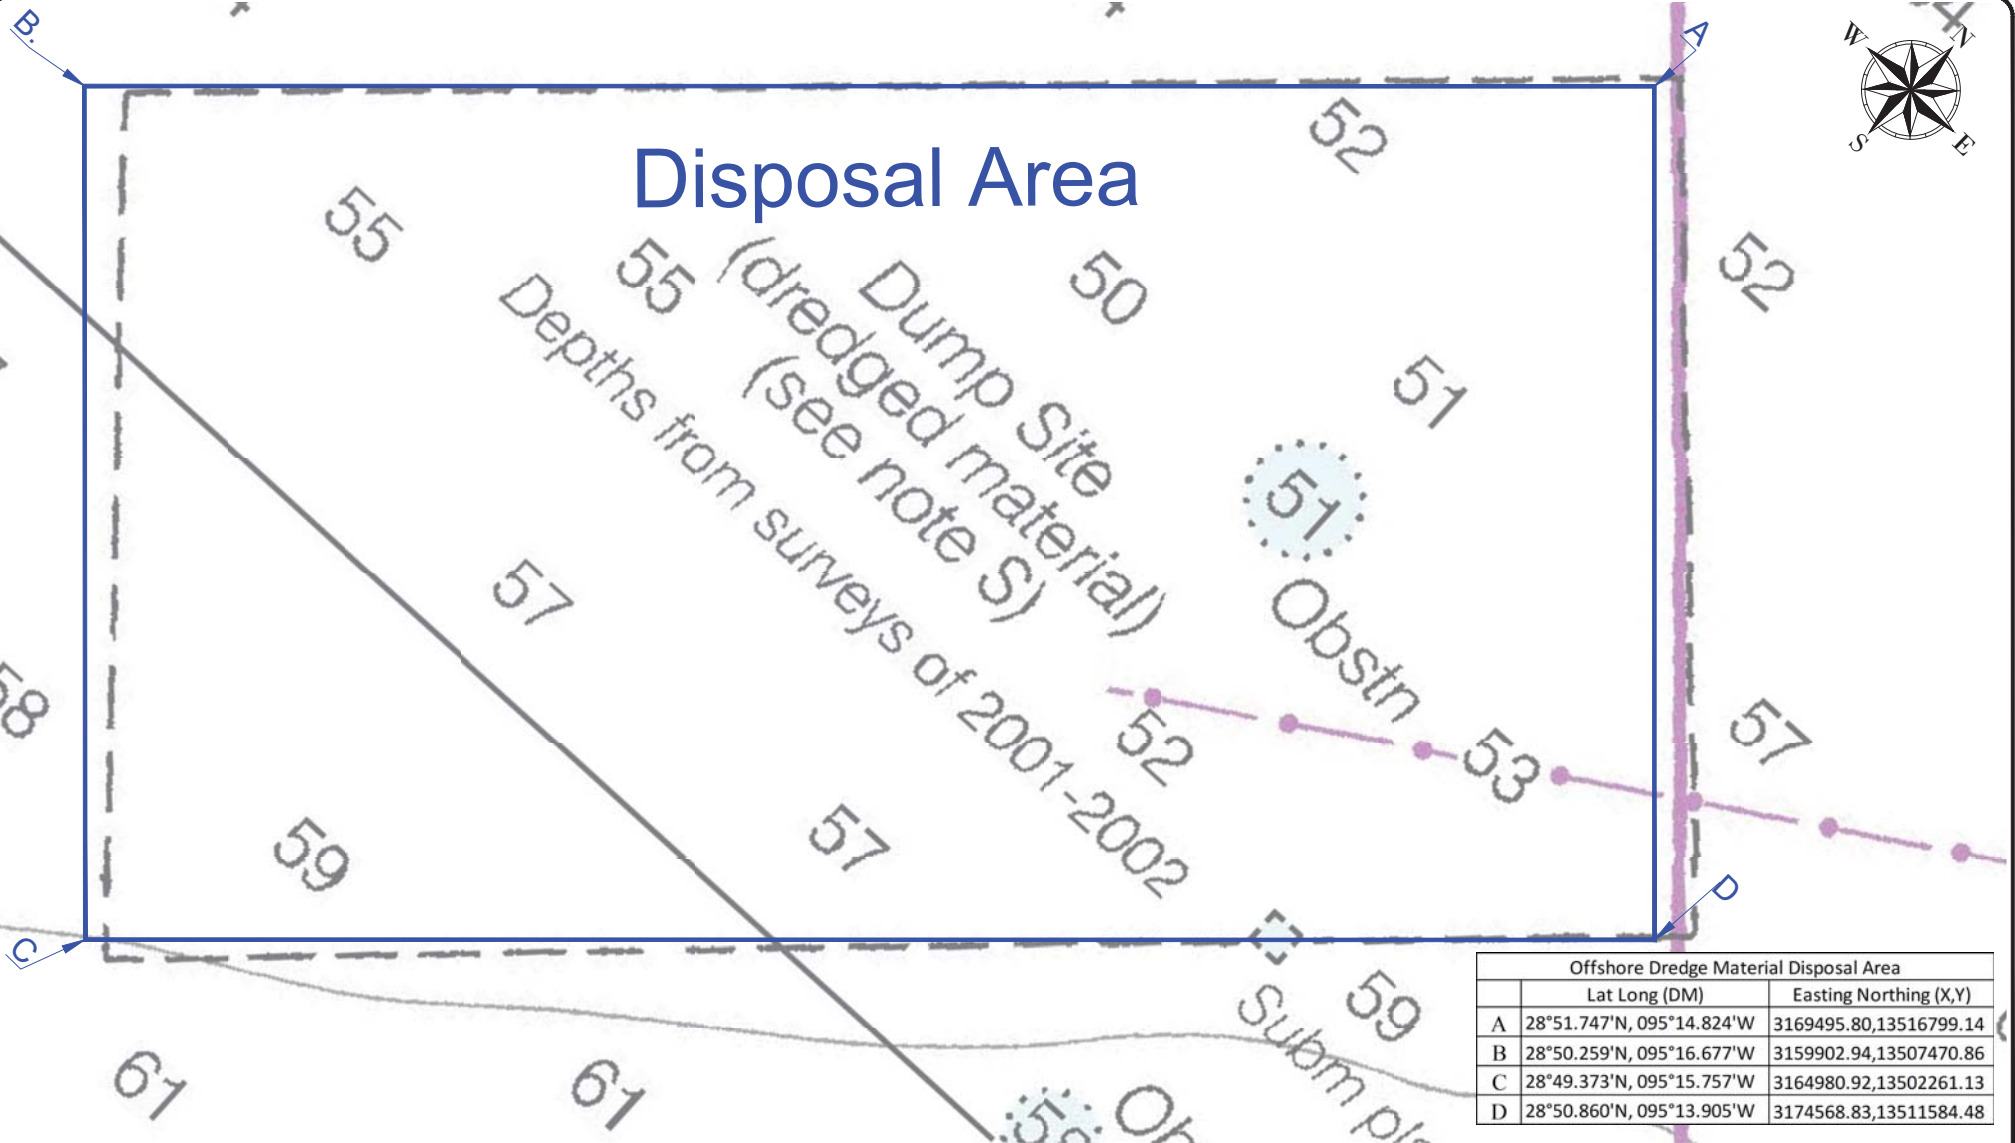 B.
A
W
N
S
E
52
Disposal Area
55
55
50
52
Dump Site
(dredged material)
(see note S)
Depths from surveys of 2001-2002
51
51
Obstn
57
58
52
53
57
57
59
D
C
59
Subm
61
61
Offshore Dredge Material Disposal Area
Lat Long (DM) Easting Northing (X,Y)
A 28°51.747'N, 095°14.824'W 3169495.80,13516799.14
B 28°50.259'N, 095°16.677'W 3159902.94,13507470.86
C 28°49.373'N, 095°15.757'W 3164980.92,13502261.13
D 28°50.860'N, 095°13.905'W 3174568.83,13511584.48